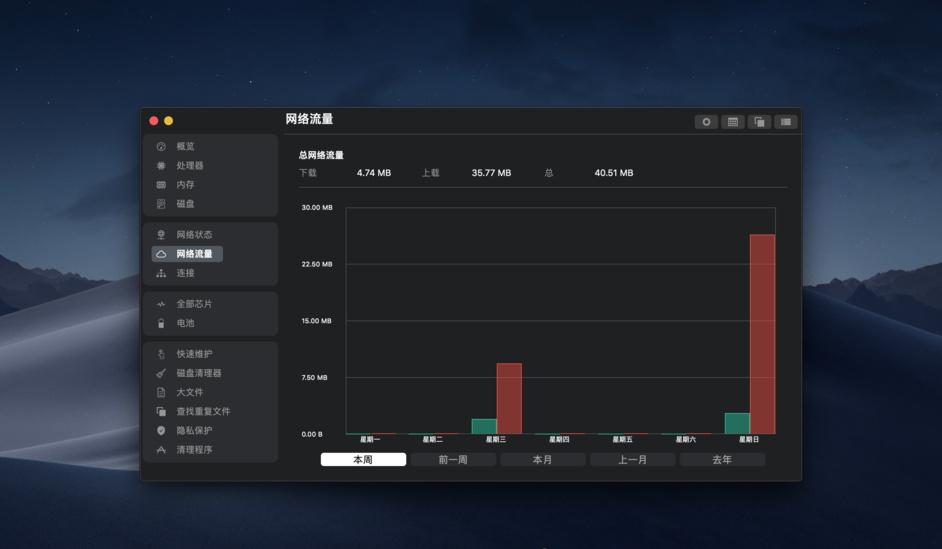 网络流量
概览
处理器
内存
磁盘
网络状态
网络流量
连接
全部芯片
电池
快速维护
磁盘清理器
大文件
查找重复文件
隐私保护
清理程序
总网络流量
下载 4.74 MB 上载 35.77 MB 总 40.51 MB
30.00 MB
22.50 MB
15.00 MB
7.50 MB
0.00 B
星期一 星期二 星期三 星期四 星期五 星期六 星期日
本周 前一周 本月 上一月 去年